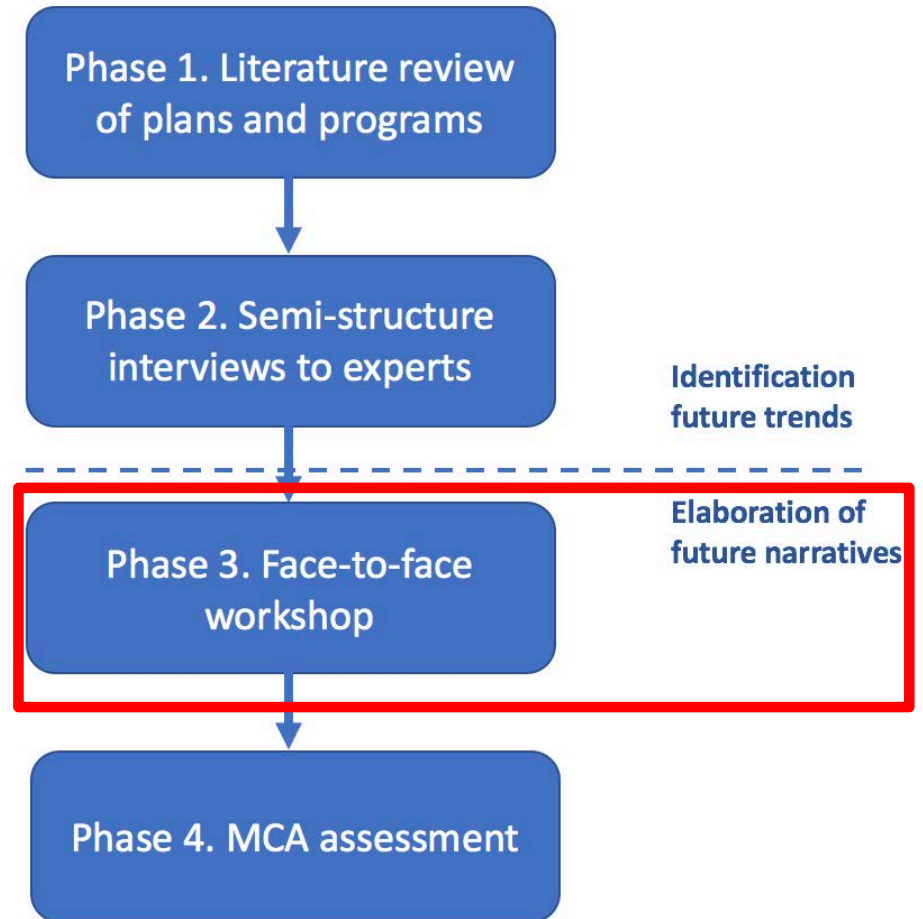 Phase 1. Literature review
of plans and programs
Phase 2. Semi-structure
interviews to experts
Identification
future trends
Elaboration of
future narratives
Phase 3. Face-to-face
workshop
Phase 4. MCA assessment